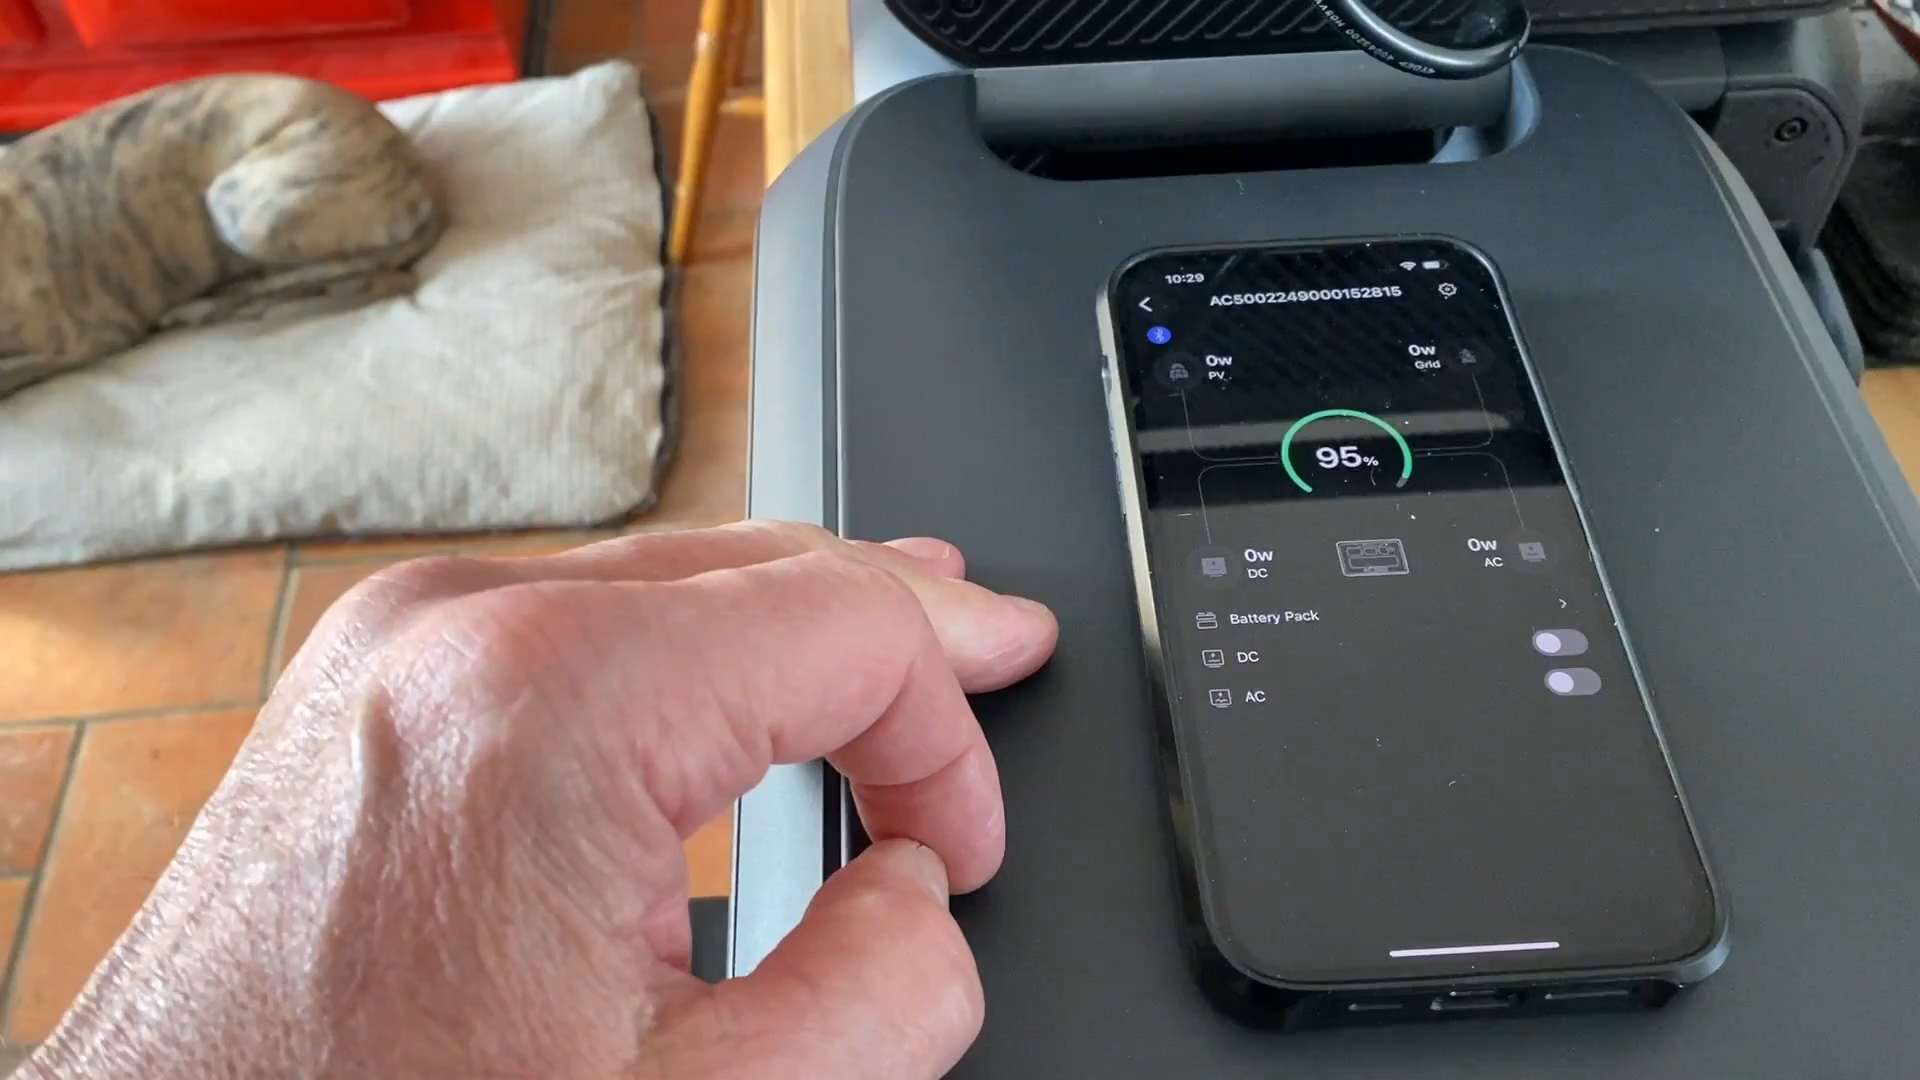 10:29
AC5002249000152815
0w
PV
0w
Grid
95%
0w
DC
0w
AC
Battery Pack
DC
AC